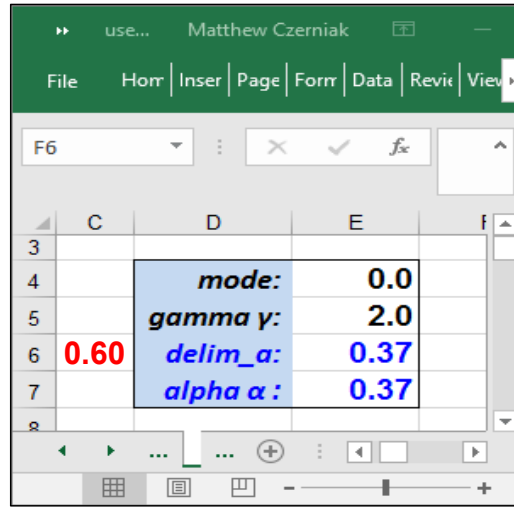 use... Matthew Czerniak
File Hom Inser Page Form Data Revie View
F6 fx
C D E F
3
4 mode: 0.0
5 gamma γ: 2.0
6 0.60 delim_a: 0.37
7 alpha α : 0.37
8
... ...